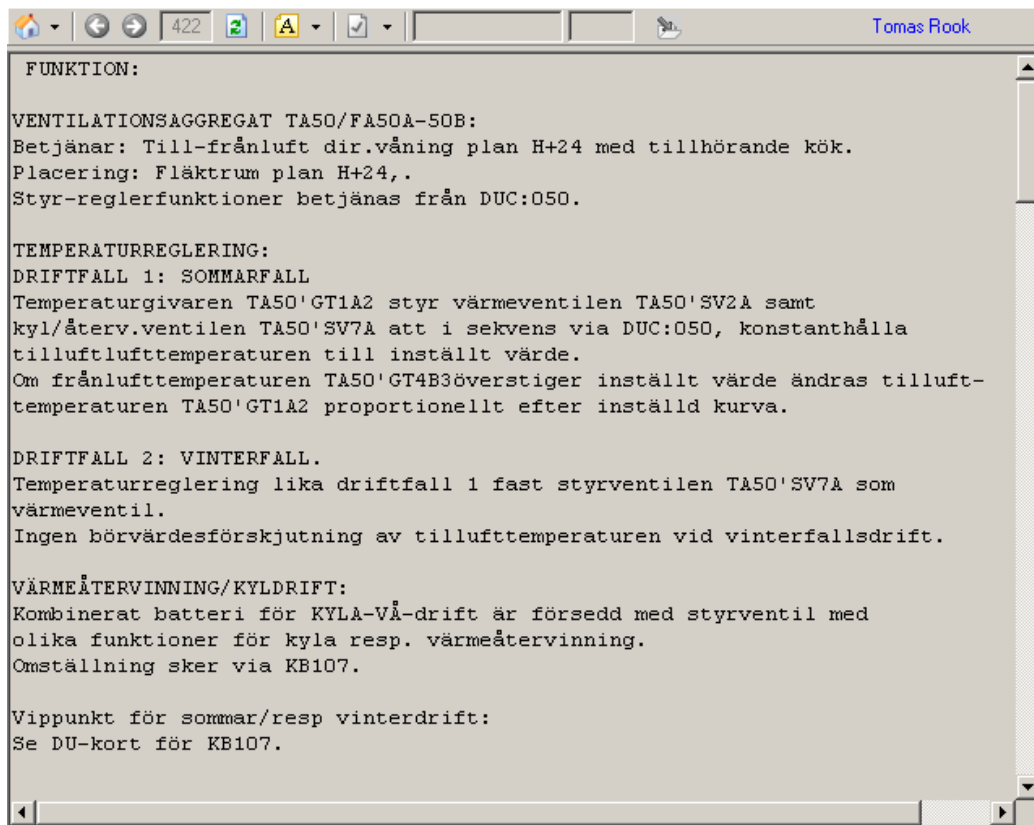 422
A
Tomas Rook
FUNKTION:
VENTILATIONSAGGREGAT TA50/FA50A-50B:
Betjänar: Till-frånluft dir.våning plan H+24 med tillhörande kök.
Placering: Fläktrum plan H+24,.
Styr-reglerfunktioner betjänas från DUC:050.
TEMPERATURREGLERING:
DRIFTFALL 1: SOMMARFALL
Temperaturgivaren TA50'GT1A2 styr värmeventilen TA50'SV2A samt
kyl/återv.ventilen TA50'SV7A att i sekvens via DUC:050, konstanthålla
tilluftlufttemperaturen till inställt värde.
Om frånlufttemperaturen TA50'GT4B3överstiger inställt värde ändras tilluft-
temperaturen TA50'GT1A2 proportionellt efter inställd kurva.
DRIFTFALL 2: VINTERFALL.
Temperaturreglering lika driftfall 1 fast styrventilen TA50'SV7A som
värmeventil.
Ingen börvärdesförskjutning av tillufttemperaturen vid vinterfallsdrift.
VÄRMEÅTERVINNING/KYLDRIFT:
Kombinerat batteri för KYLA-VÅ-drift är försedd med styrventil med
olika funktioner för kyla resp. värmeåtervinning.
Omställning sker via KB107.
Vippunkt för sommar/resp vinterdrift:
Se DU-kort för KB107.